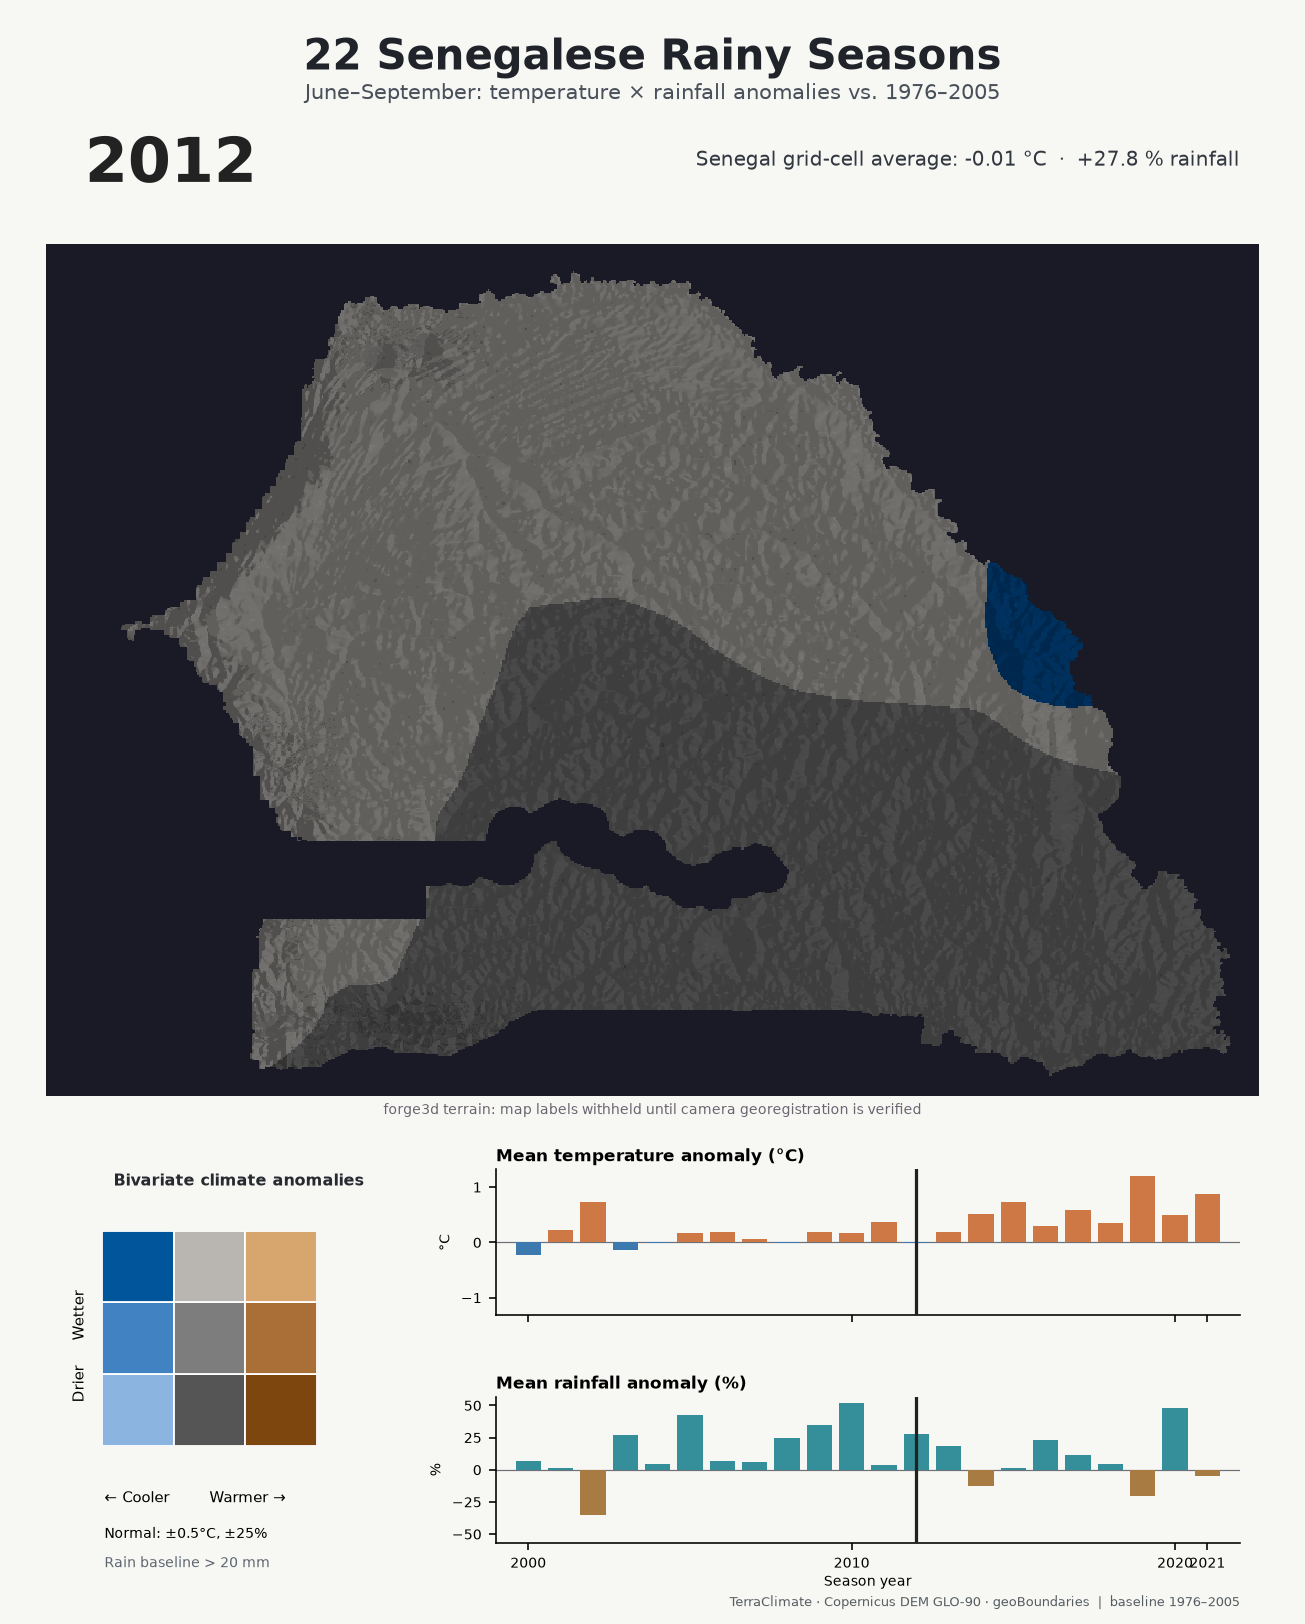 22 Senegalese Rainy Seasons
June–September: temperature × rainfall anomalies vs. 1976–2005
2012
Senegal grid-cell average: -0.01 °C · +27.8 % rainfall
forge3d terrain: map labels withheld until camera georegistration is verified
Bivariate climate anomalies
Wetter
Drier
← Cooler
Warmer →
Normal: ±0.5°C, ±25%
Rain baseline > 20 mm
Mean temperature anomaly (°C)
°C
1
0
−1
Mean rainfall anomaly (%)
%
50
25
0
−25
−50
2000
2010
2020
2021
Season year
TerraClimate · Copernicus DEM GLO-90 · geoBoundaries | baseline 1976–2005